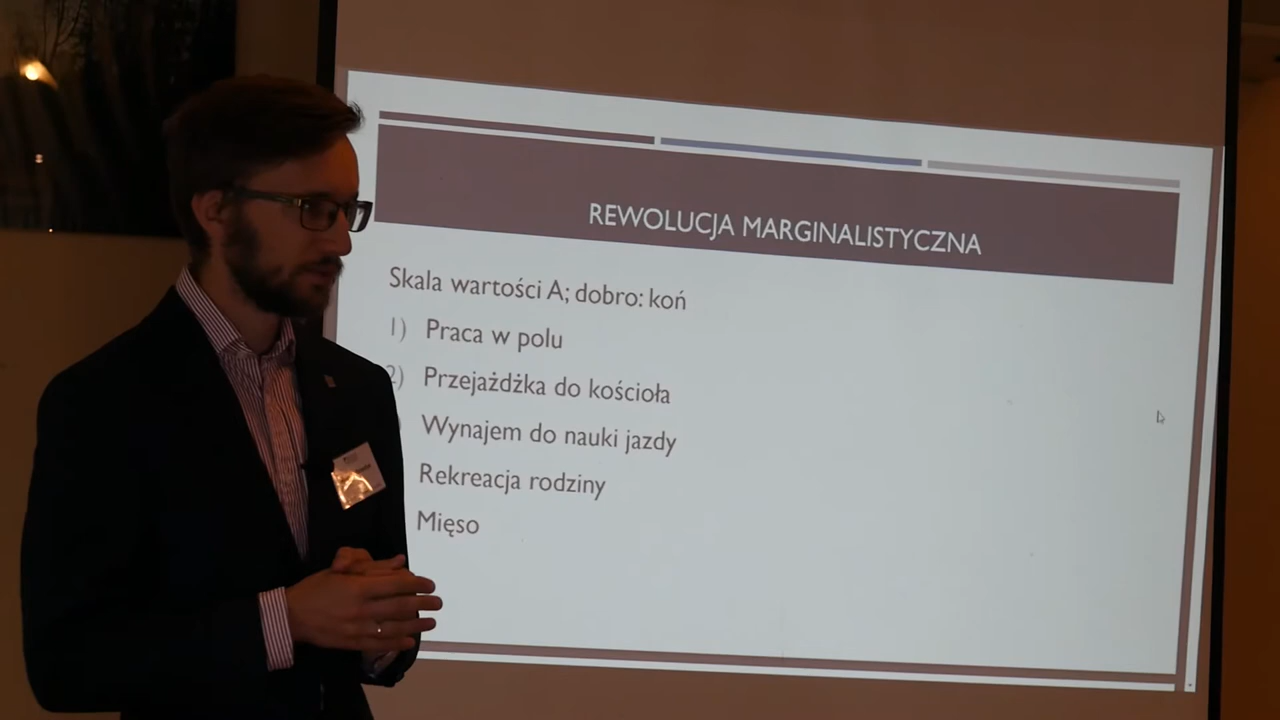 REWOLUCJA MARGINALISTYCZNA
Skala wartości A; dobro: koń
1) Praca w polu
2) Przejażdżka do kościoła
) Wynajem do nauki jazdy
Rekreacja rodziny
Mięso